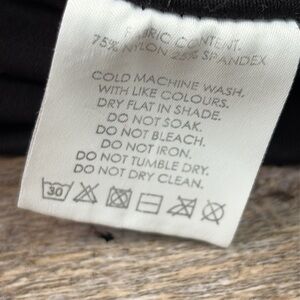 FABRIC CONTENT.
75% NYLON 25% SPANDEX
COLD MACHINE WASH.
WITH LIKE COLOURS.
DRY FLAT IN SHADE.
DO NOT SOAK.
DO NOT BLEACH.
DO NOT IRON.
DO NOT TUMBLE DRY.
DO NOT DRY CLEAN.
30